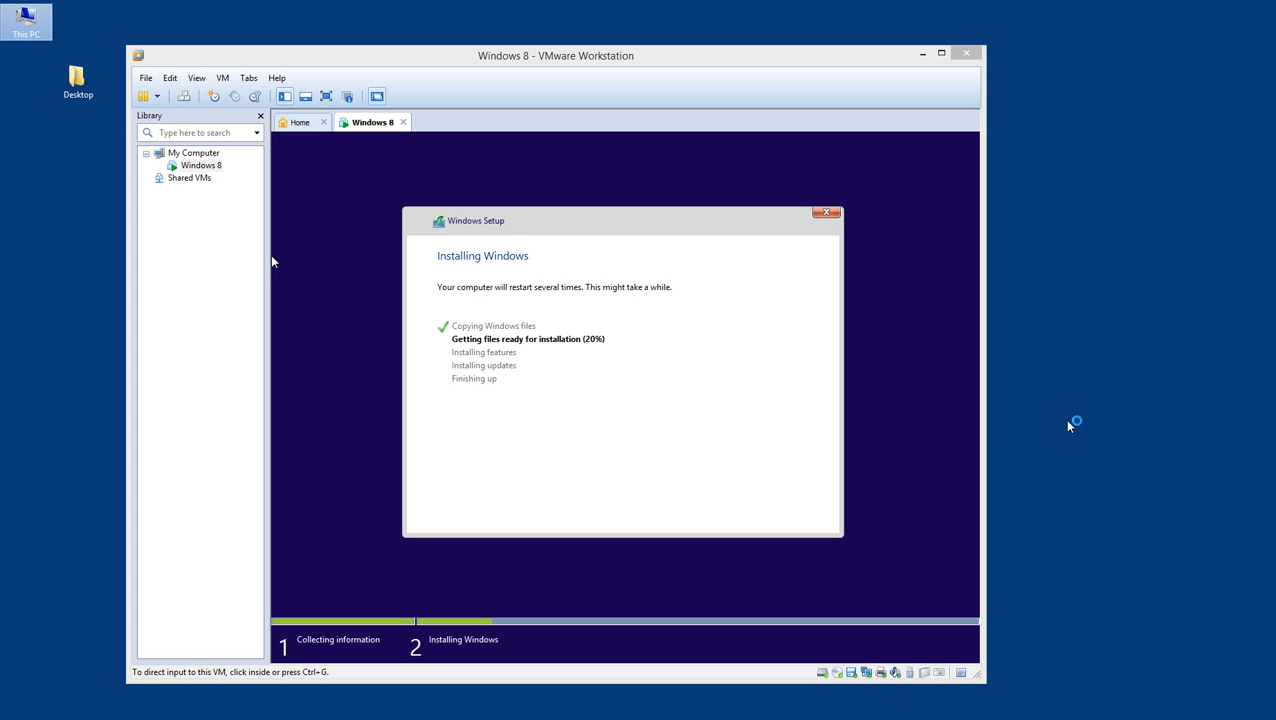 This PC
Desktop
Windows 8 - VMware Workstation
File Edit View VM Tabs Help
Library
Type here to search
My Computer
Windows 8
Shared VMs
Home
Windows 8
Windows Setup
Installing Windows
Your computer will restart several times. This might take a while.
Copying Windows files
Getting files ready for installation (20%)
Installing features
Installing updates
Finishing up
1 Collecting information
2 Installing Windows
To direct input to this VM, click inside or press Ctrl+G.